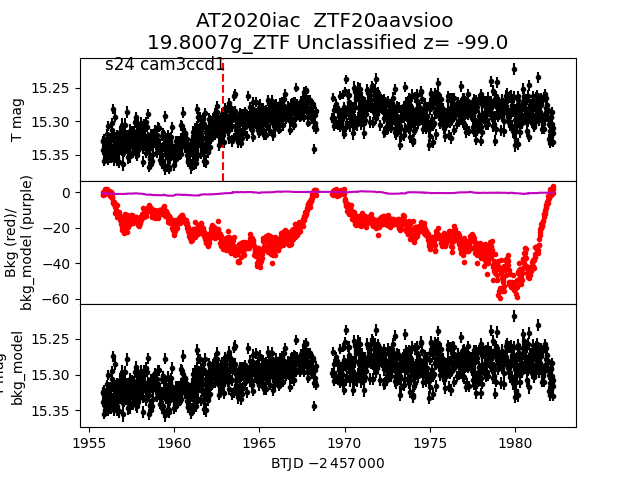 AT2020iac  ZTF20aavsioo
19.8007g_ZTF Unclassified z= -99.0
s24 cam3ccd1
15.25
15.30
15.35
T mag
0
−20
−40
−60
Bkg (red)/
bkg_model (purple)
15.25
15.30
15.35
mag
bkg_model
1955
1960
1965
1970
1975
1980
BTJD −2 457 000